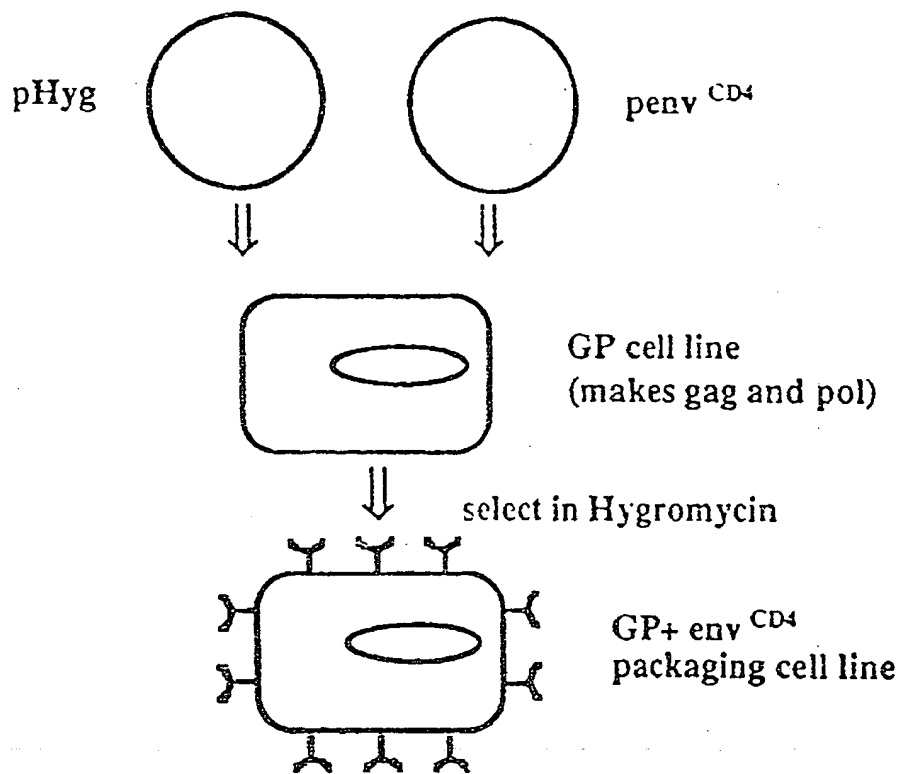 pHyg
penv CD4
GP cell line
(makes gag and pol)
select in Hygromycin
GP+ env CD4
packaging cell line